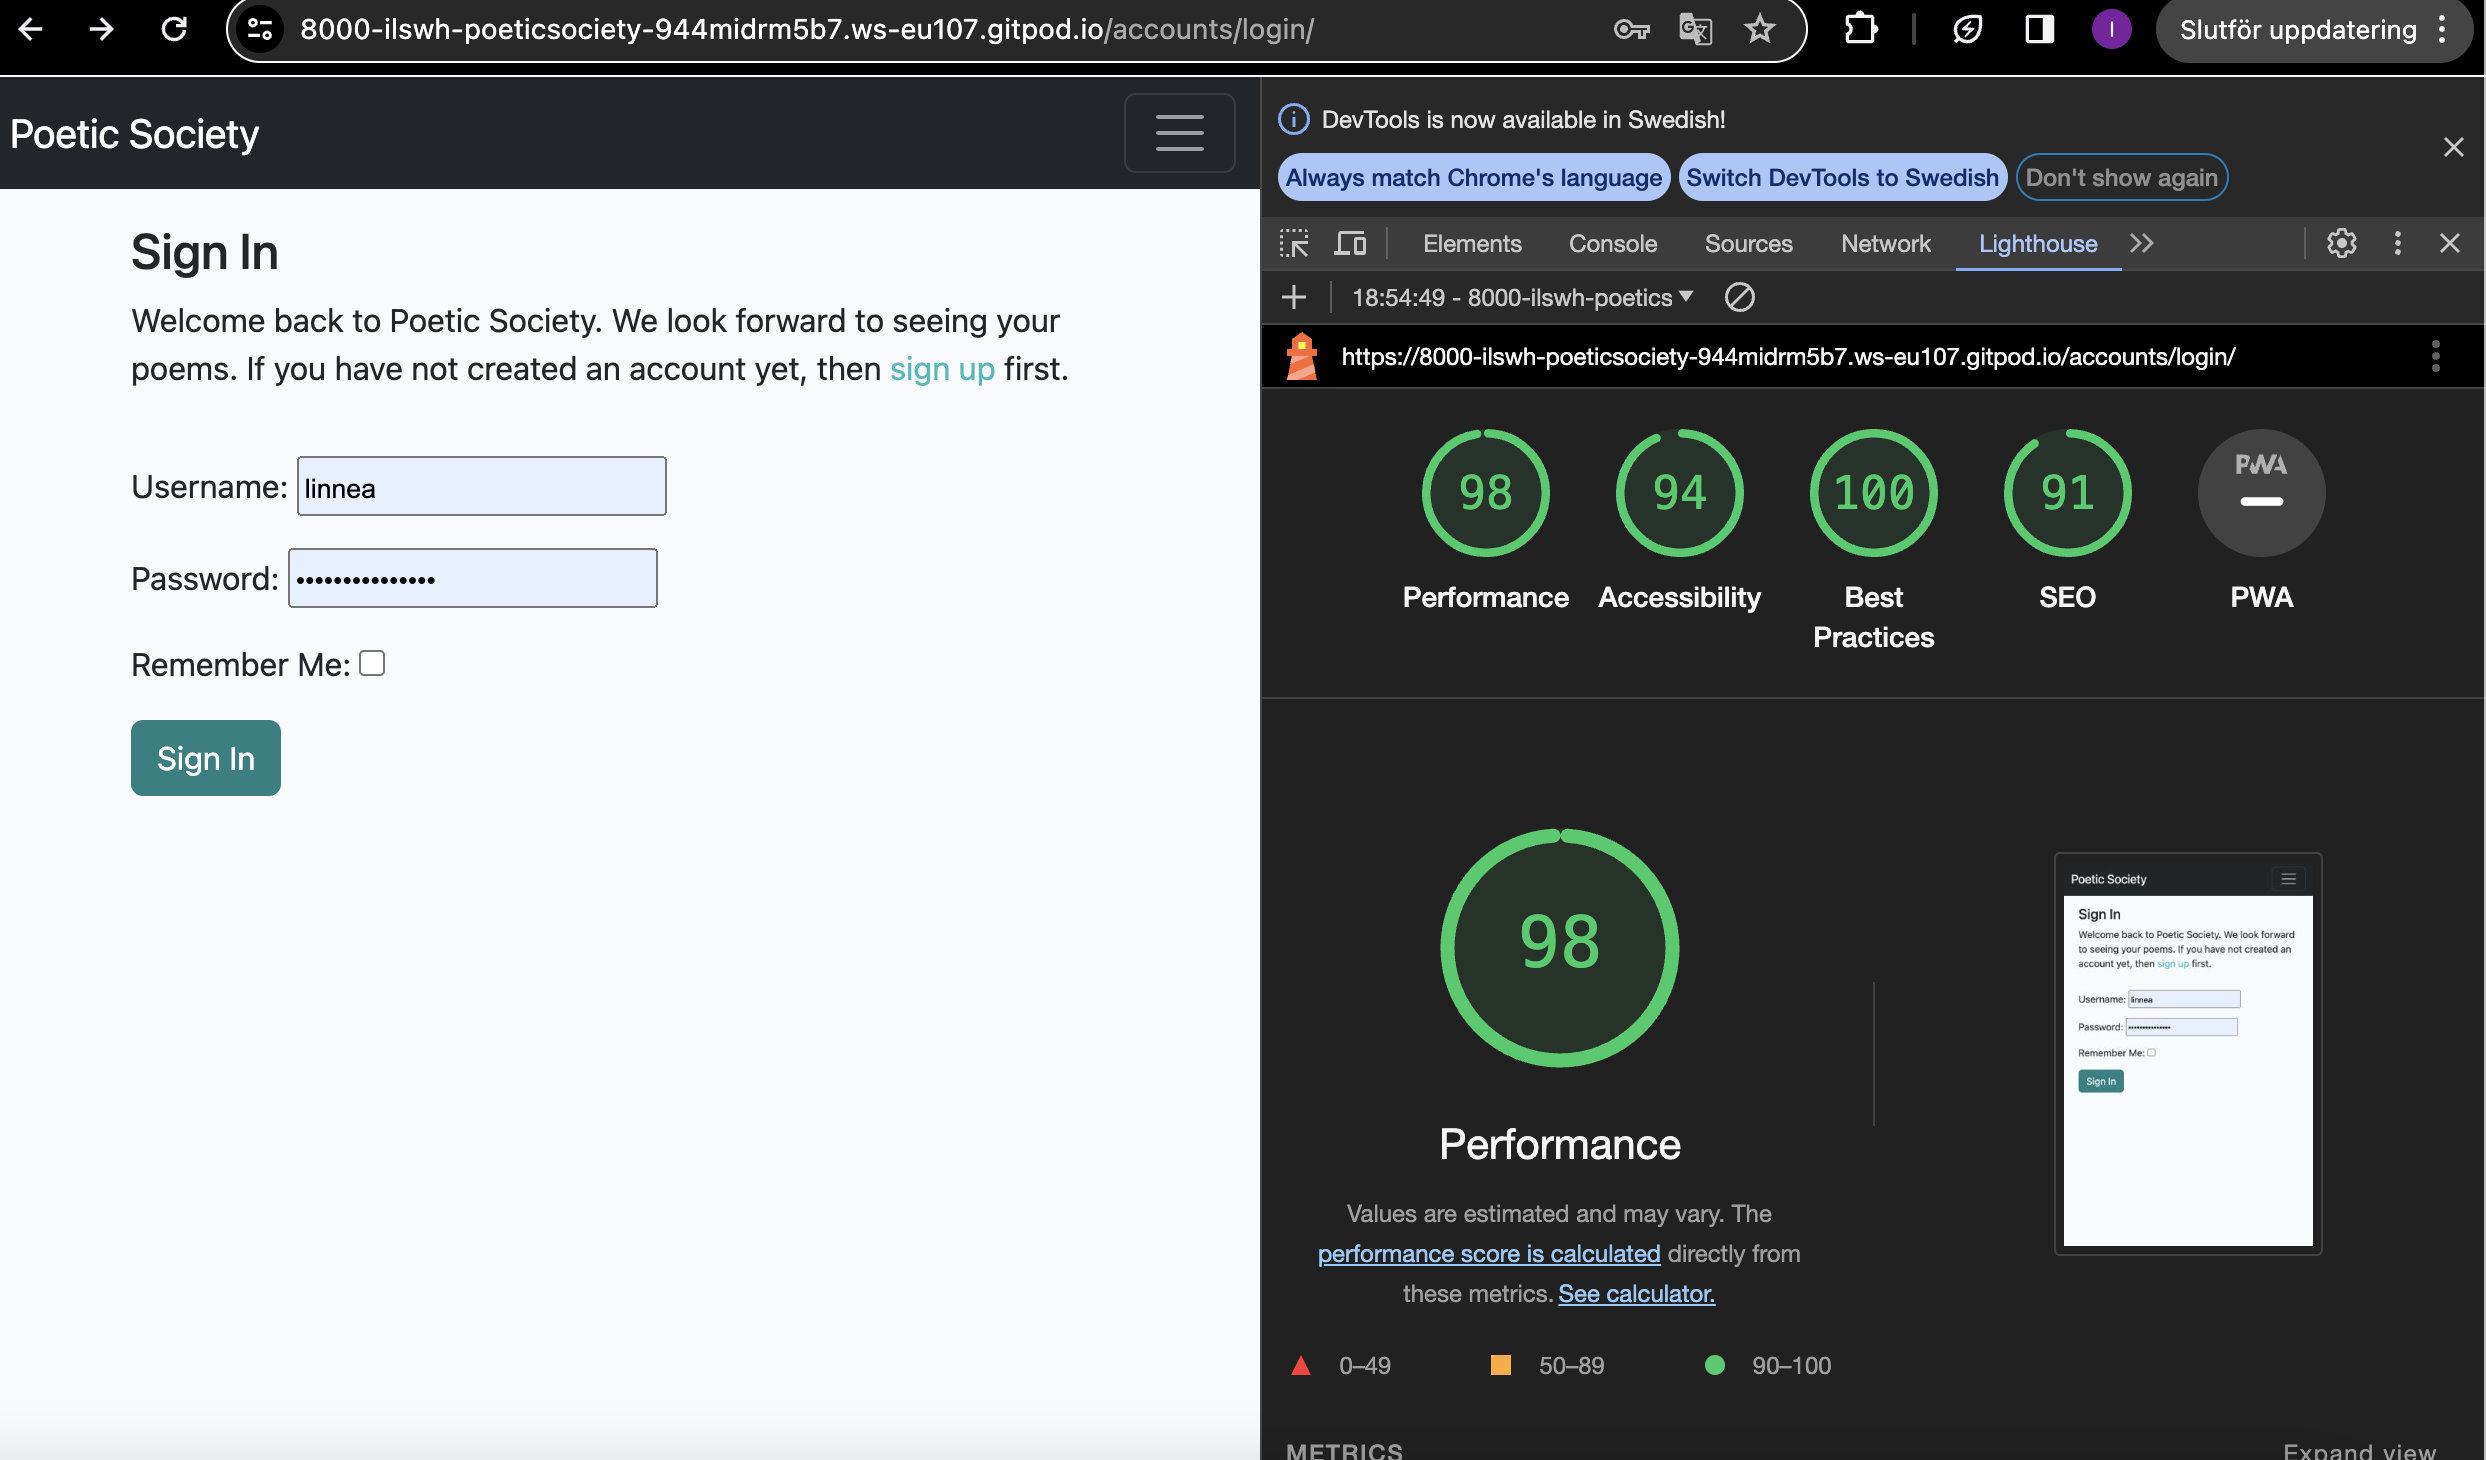 8000-ilswh-poeticsociety-944midrm5b7.ws-eu107.gitpod.io/accounts/login/
I
Slutför uppdatering
Poetic Society
Sign In
Welcome back to Poetic Society. We look forward to seeing your
poems. If you have not created an account yet, then sign up first.
Username: linnea
Password: •••••••••••••••
Remember Me:
Sign In
DevTools is now available in Swedish!
Always match Chrome's language Switch DevTools to Swedish Don't show again
Elements Console Sources Network Lighthouse
18:54:49 - 8000-ilswh-poetics
https://8000-ilswh-poeticsociety-944midrm5b7.ws-eu107.gitpod.io/accounts/login/
98 94 100 91 PWA
Performance Accessibility Best Practices SEO PWA
98
Performance
Values are estimated and may vary. The
performance score is calculated directly from
these metrics. See calculator.
0–49 50–89 90–100
Poetic Society
Sign In
Welcome back to Poetic Society. We look forward
to seeing your poems. If you have not created an
account yet, then sign up first.
Username: linnea
Password: •••••••••••••••
Remember Me:
Sign In
METRICS
Expand view